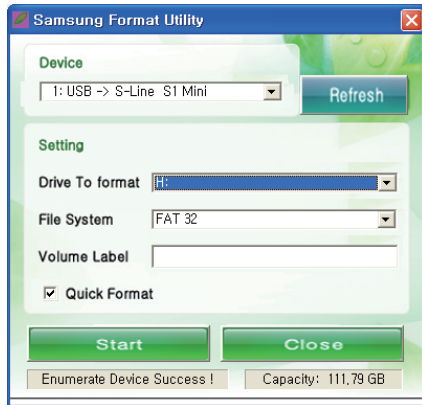 Samsung Format Utility
Device
1: USB -> S-Line S1 Mini
Refresh
Setting
Drive To format H:
File System FAT 32
Volume Label
Quick Format
Start Close
Enumerate Device Success ! Capacity: 111,79 GB